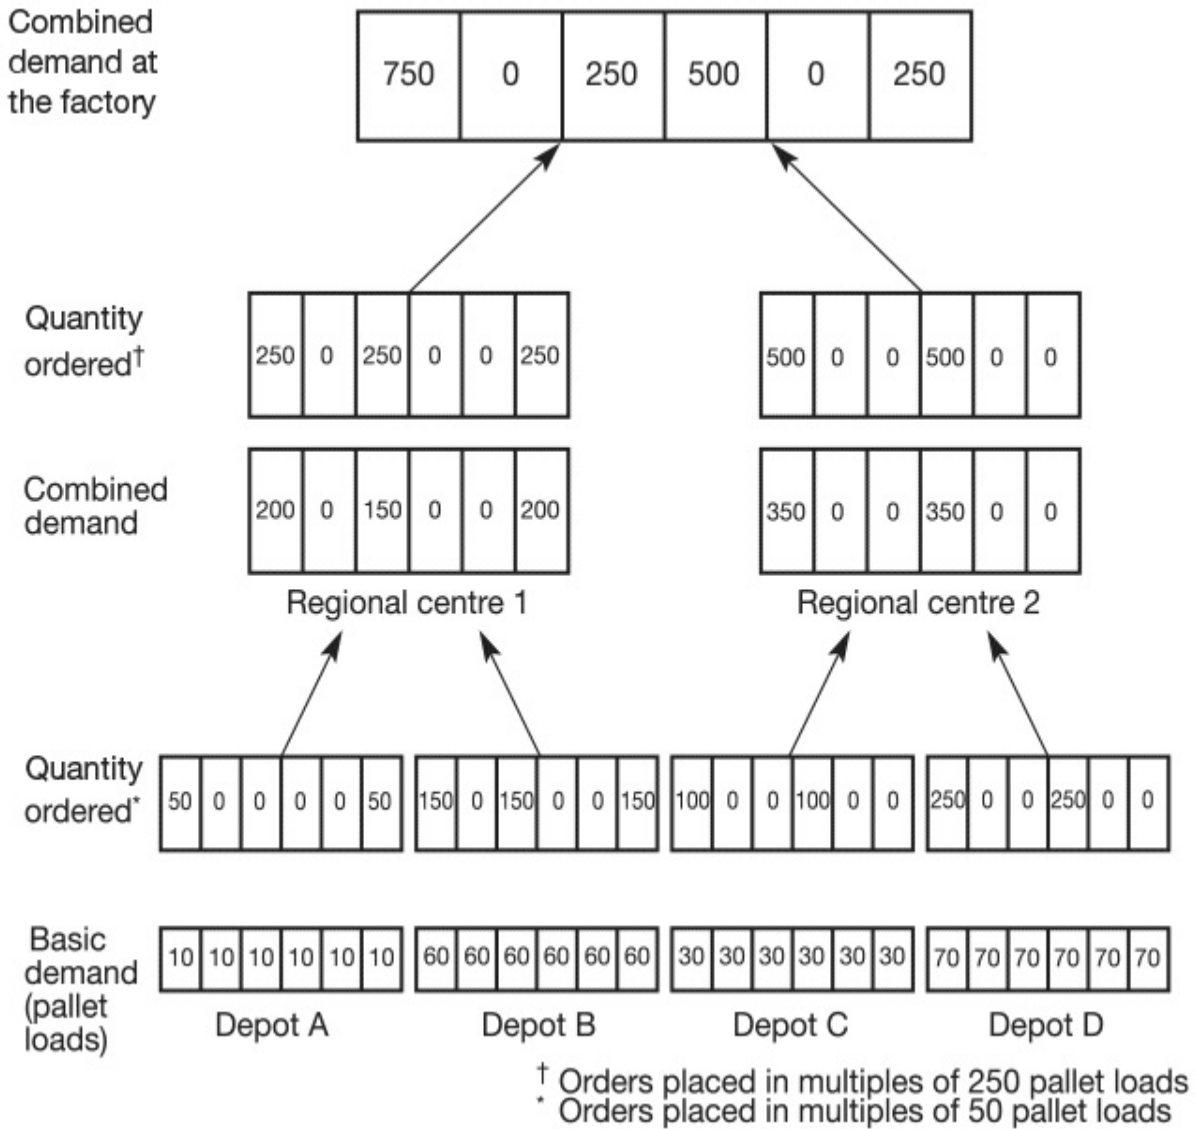 Combined
demand at
the factory
750 0 250 500 0 250
Quantity
ordered†
250 0 250 0 0 250
500 0 0 500 0 0
Combined
demand
200 0 150 0 0 200
350 0 0 350 0 0
Regional centre 1
Regional centre 2
Quantity
ordered*
50 0 0 0 0 50
150 0 150 0 0 150
100 0 0 100 0 0
250 0 0 250 0 0
Basic
demand
(pallet
loads)
10 10 10 10 10 10
60 60 60 60 60 60
30 30 30 30 30 30
70 70 70 70 70 70
Depot A
Depot B
Depot C
Depot D
† Orders placed in multiples of 250 pallet loads
* Orders placed in multiples of 50 pallet loads